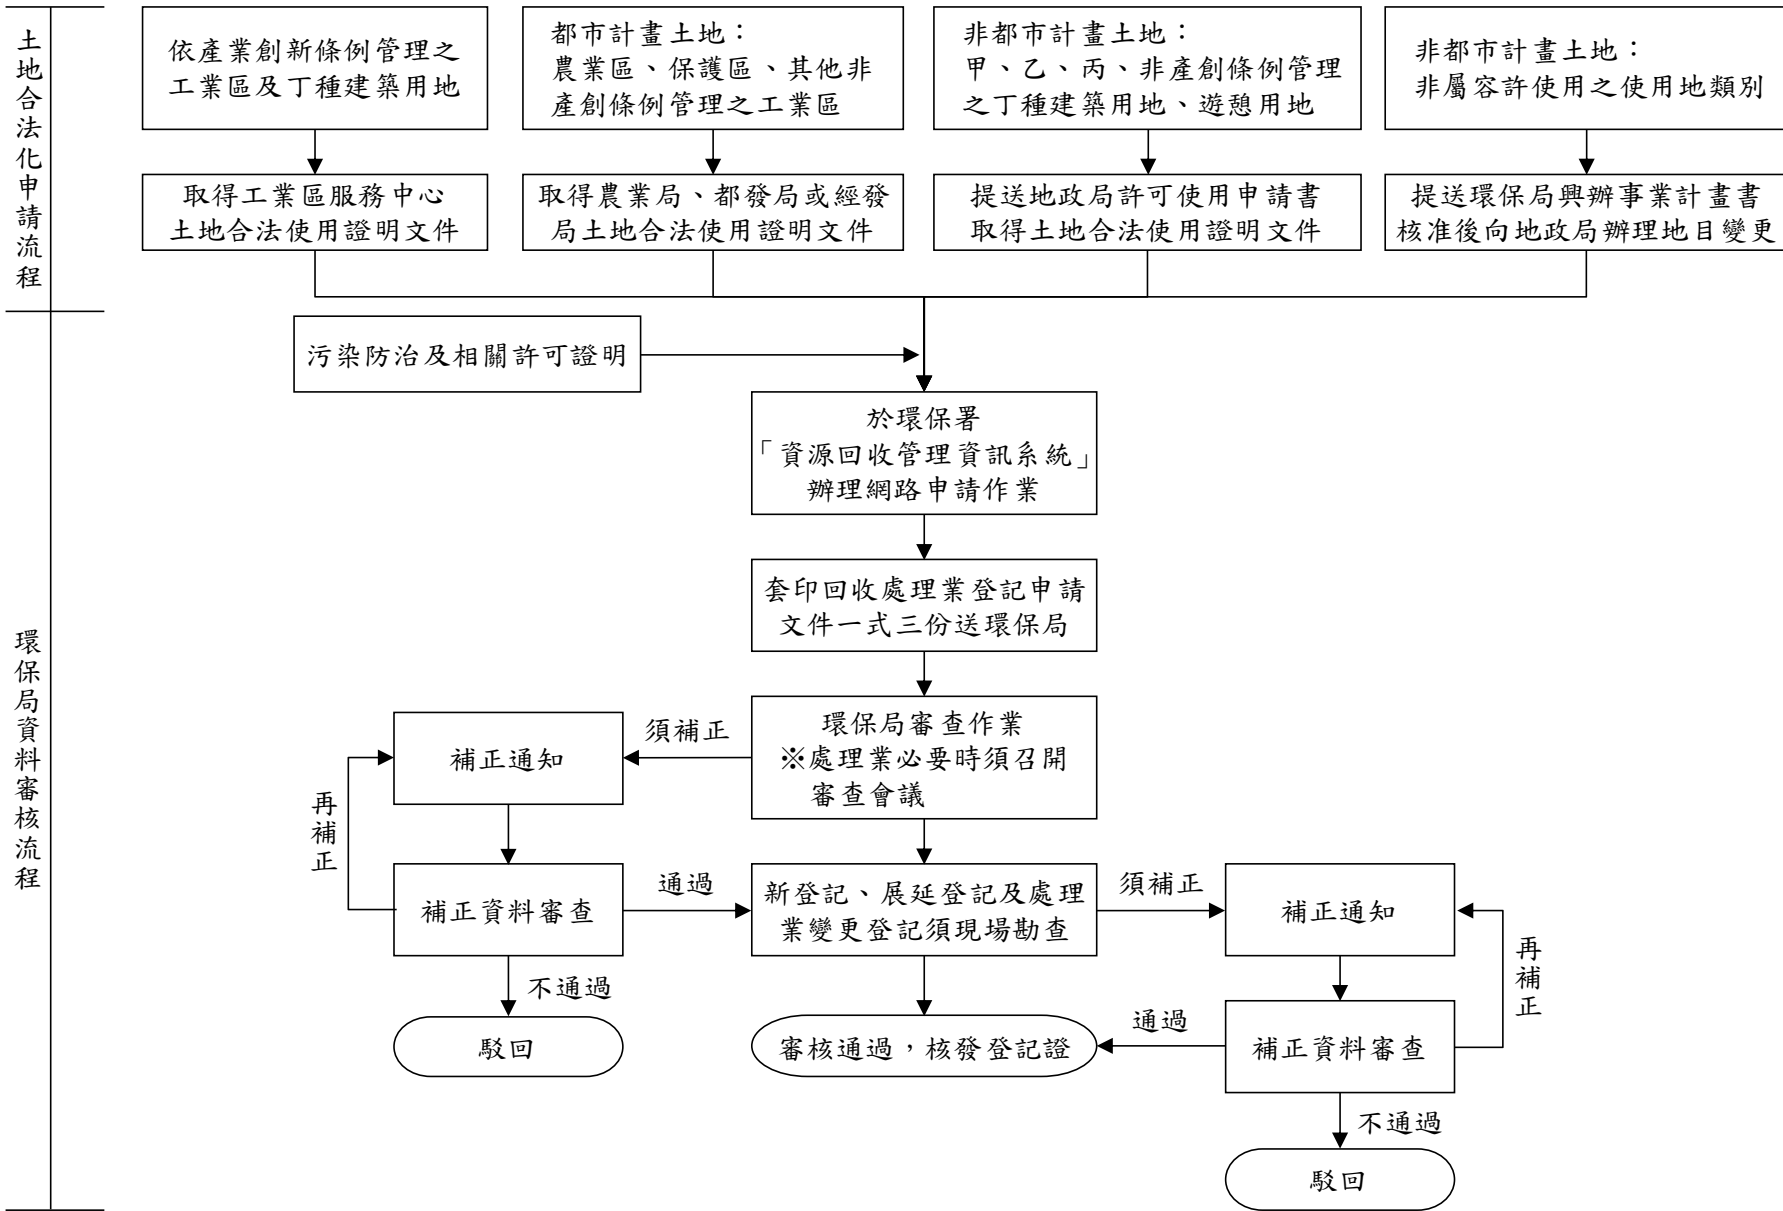 土地合法化申請流程
依產業創新條例管理之
工業區及丁種建築用地
都市計畫土地：
農業區、保護區、其他非
產創條例管理之工業區
非都市計畫土地：
甲、乙、丙、非產創條例管理
之丁種建築用地、遊憩用地
非都市計畫土地：
非屬容許使用之使用地類別
取得工業區服務中心
土地合法使用證明文件
取得農業局、都發局或經發
局土地合法使用證明文件
提送地政局許可使用申請書
取得土地合法使用證明文件
提送環保局興辦事業計畫書
核准後向地政局辦理地目變更
環保局資料審核流程
污染防治及相關許可證明
於環保署
「資源回收管理資訊系統」
辦理網路申請作業
套印回收處理業登記申請
文件一式三份送環保局
環保局審查作業
※處理業必要時須召開
審查會議
須補正
補正通知
再補正
補正資料審查
通過
新登記、展延登記及處理
業變更登記須現場勘查
須補正
補正通知
再補正
不通過
駁回
審核通過，核發登記證
通過
補正資料審查
不通過
駁回